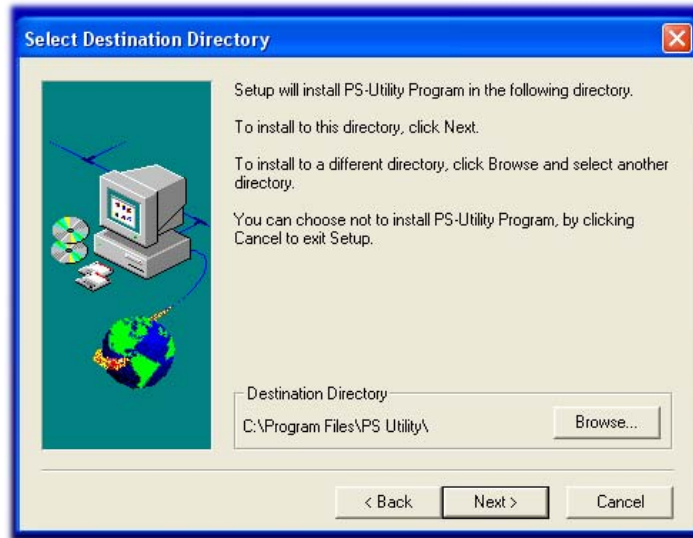 Select Destination Directory
Setup will install PS-Utility Program in the following directory.
To install to this directory, click Next.
To install to a different directory, click Browse and select another
directory.
You can choose not to install PS-Utility Program, by clicking
Cancel to exit Setup.
Destination Directory
C:\Program Files\PS Utility\
Browse...
< Back
Next >
Cancel